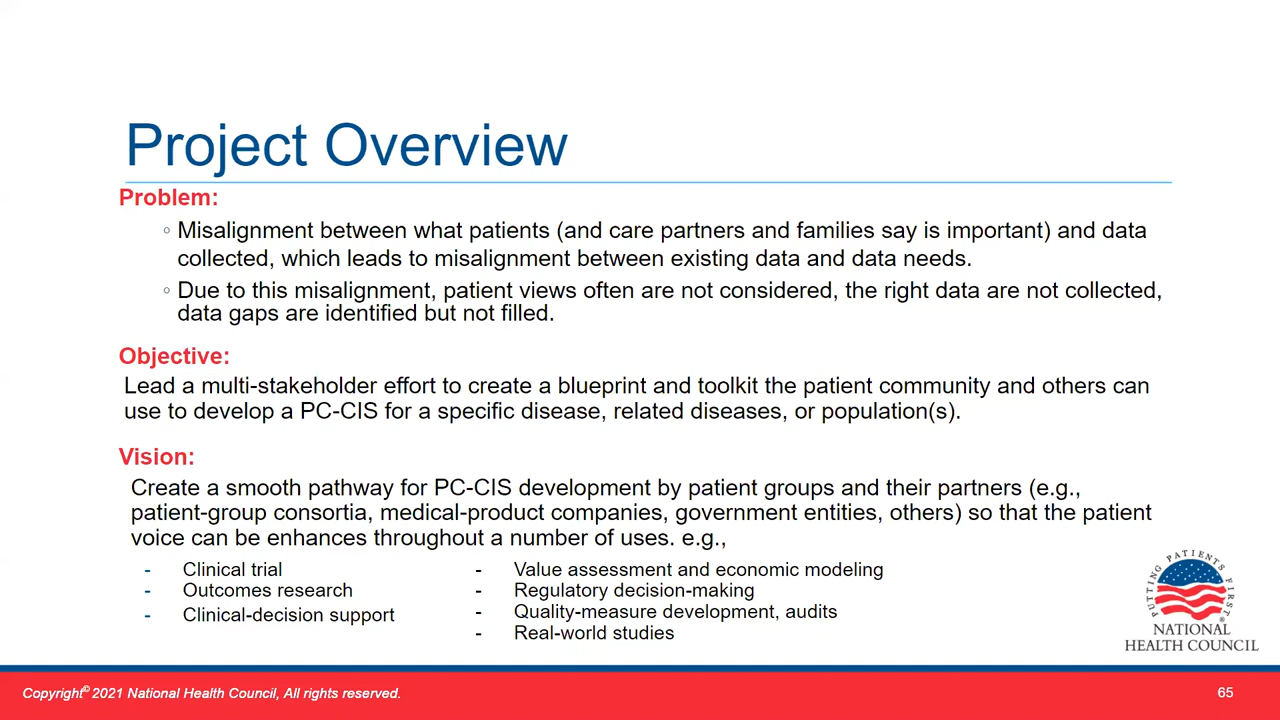 Project Overview
Problem:
◦ Misalignment between what patients (and care partners and families say is important) and data
collected, which leads to misalignment between existing data and data needs.
◦ Due to this misalignment, patient views often are not considered, the right data are not collected,
data gaps are identified but not filled.
Objective:
Lead a multi-stakeholder effort to create a blueprint and toolkit the patient community and others can
use to develop a PC-CIS for a specific disease, related diseases, or population(s).
Vision:
Create a smooth pathway for PC-CIS development by patient groups and their partners (e.g.,
patient-group consortia, medical-product companies, government entities, others) so that the patient
voice can be enhances throughout a number of uses. e.g.,
- Clinical trial
- Outcomes research
- Clinical-decision support
- Value assessment and economic modeling
- Regulatory decision-making
- Quality-measure development, audits
- Real-world studies
PUTTING PATIENTS FIRST®
NATIONAL
HEALTH COUNCIL
Copyright© 2021 National Health Council, All rights reserved.
65